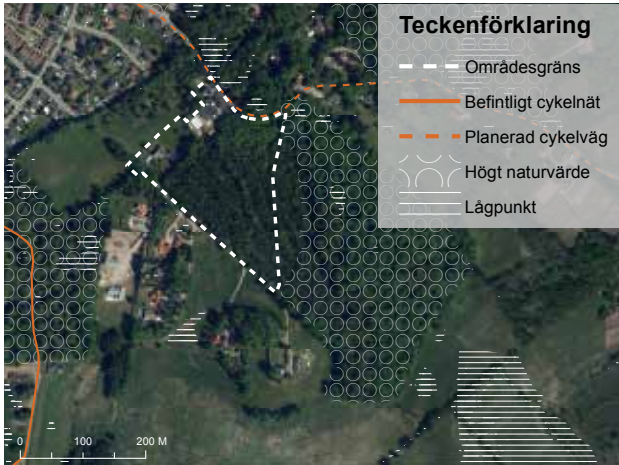 Teckenförklaring
Områdesgräns
Befintligt cykelnät
Planerad cykelväg
Högt naturvärde
Lågpunkt
0 100 200 M